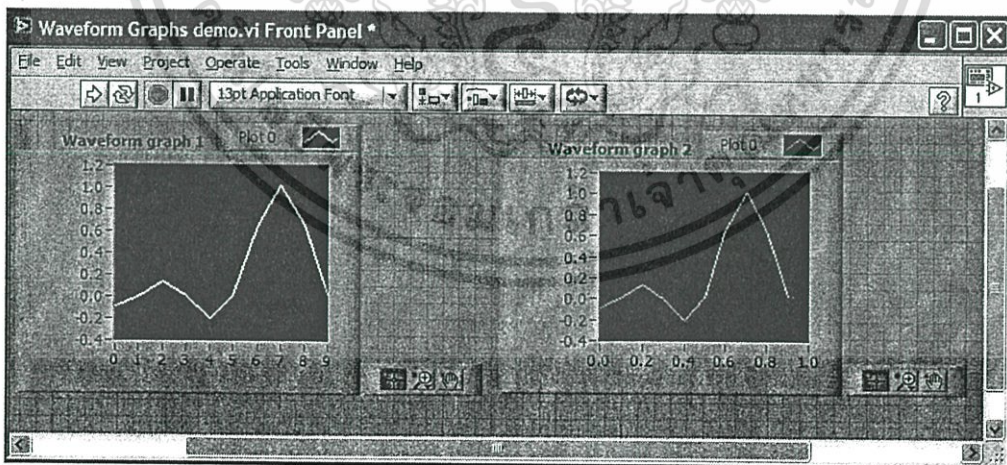 Waveform Graphs demo.vi Front Panel *
File Edit View Project Operate Tools Window Help
13pt Application Font
1
Waveform graph 1 Plot 0
1.2
1.0
0.8
0.6
0.4
0.2
0.0
-0.2
-0.4
0 1 2 3 4 5 6 7 8 9
Waveform graph 2 Plot 0
1.2
1.0
0.8
0.6
0.4
0.2
0.0
-0.2
-0.4
0.0 0.2 0.4 0.6 0.8 1.0